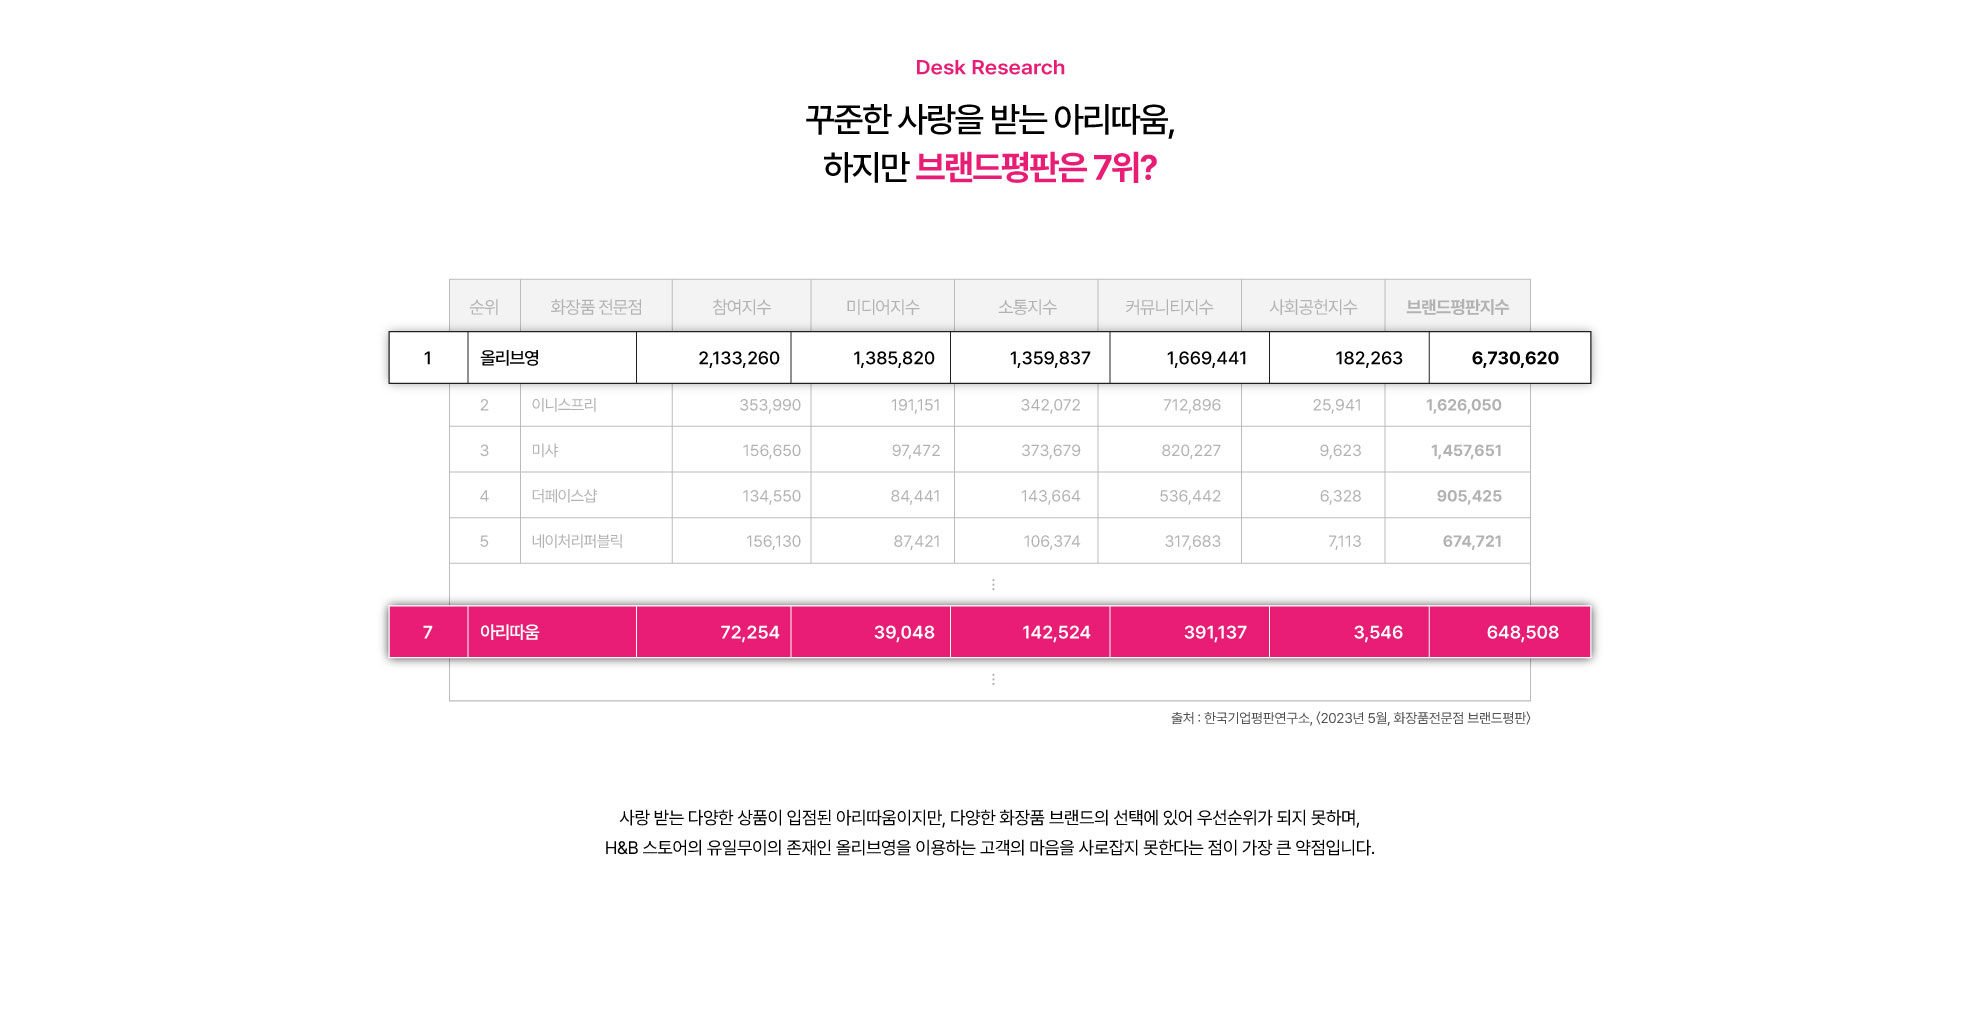 Desk Research
꾸준한 사랑을 받는 아리따움,
하지만 브랜드평판은 7위?
순위 화장품 전문점 참여지수 미디어지수 소통지수 커뮤니티지수 사회공헌지수 브랜드평판지수
1 올리브영 2,133,260 1,385,820 1,359,837 1,669,441 182,263 6,730,620
2 이니스프리 353,990 191,151 342,072 712,896 25,941 1,626,050
3 미샤 156,650 97,472 373,679 820,227 9,623 1,457,651
4 더페이스샵 134,550 84,441 143,664 536,442 6,328 905,425
5 네이처리퍼블릭 156,130 87,421 106,374 317,683 7,113 674,721
⋮
7 아리따움 72,254 39,048 142,524 391,137 3,546 648,508
⋮
출처 : 한국기업평판연구소, 〈2023년 5월, 화장품전문점 브랜드평판〉
사랑 받는 다양한 상품이 입점된 아리따움이지만, 다양한 화장품 브랜드의 선택에 있어 우선순위가 되지 못하며,
H&B 스토어의 유일무이의 존재인 올리브영을 이용하는 고객의 마음을 사로잡지 못한다는 점이 가장 큰 약점입니다.